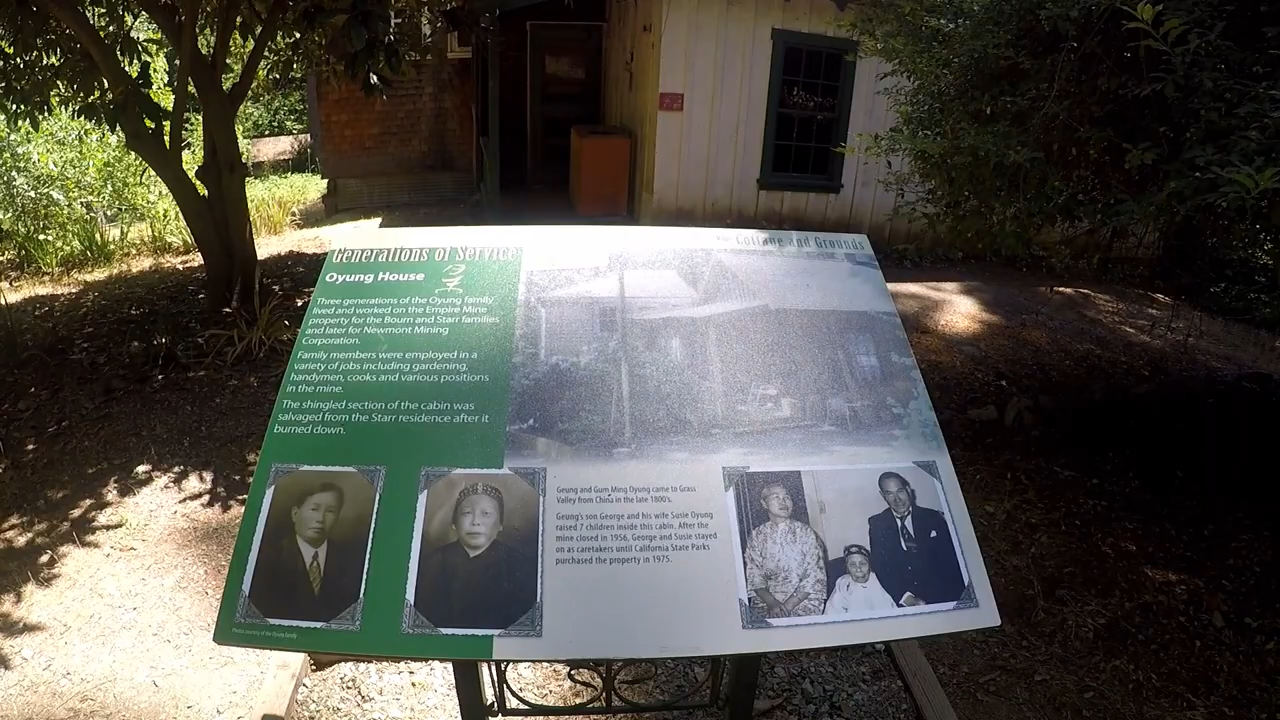 Generations of Service
Cottage and Grounds
Oyung House
Three generations of the Oyung family
lived and worked on the Empire Mine
property for the Bourn and Starr families
and later for Newmont Mining
Corporation.
Family members were employed in a
variety of jobs including gardening,
handymen, cooks and various positions
in the mine.
The shingled section of the cabin was
salvaged from the Starr residence after it
burned down.
Geung and Gum Ming Oyung came to Grass
Valley from China in the late 1800's.
Geung's son George and his wife Susie Oyung
raised 7 children inside this cabin. After the
mine closed in 1956, George and Susie stayed
on as caretakers until California State Parks
purchased the property in 1975.
Photos courtesy of the Oyung family